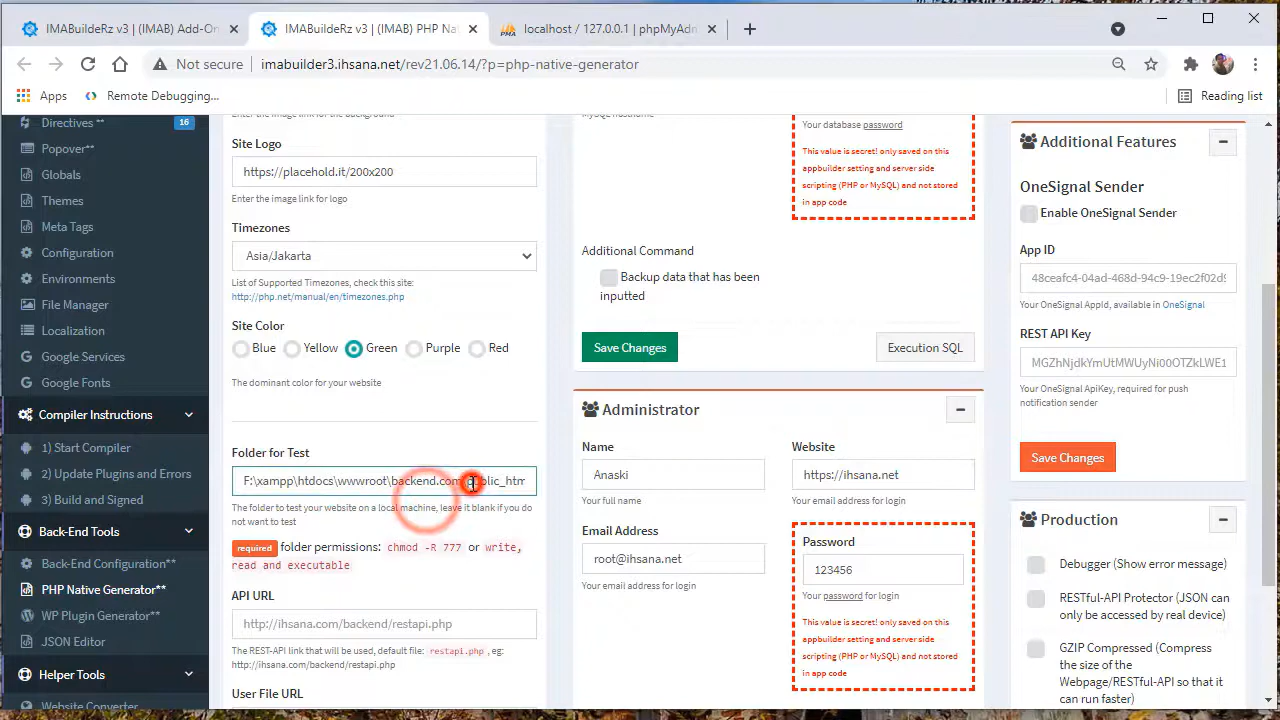 IMABuildeRz v3 | (IMAB) Add-On
IMABuildeRz v3 | (IMAB) PHP Na
localhost / 127.0.0.1 | phpMyAdn
Not secure
imabuilder3.ihsana.net/rev21.06.14/?p=php-native-generator
Apps
Remote Debugging...
Reading list
Directives **
16
Popover**
Globals
Themes
Meta Tags
Configuration
Environments
File Manager
Localization
Google Services
Google Fonts
Compiler Instructions
1) Start Compiler
2) Update Plugins and Errors
3) Build and Signed
Back-End Tools
Back-End Configuration**
PHP Native Generator**
WP Plugin Generator**
JSON Editor
Helper Tools
Website Converter
Enter the image link for the background
Site Logo
https://placehold.it/200x200
Enter the image link for logo
Timezones
Asia/Jakarta
List of Supported Timezones, check this site:
http://php.net/manual/en/timezones.php
Site Color
Blue
Yellow
Green
Purple
Red
The dominant color for your website
Folder for Test
F:\xampp\htdocs\wwwroot\backend.com\public_htm
The folder to test your website on a local machine, leave it blank if you do
not want to test
required folder permissions: chmod -R 777 or write,
read and executable
API URL
http://ihsana.com/backend/restapi.php
The REST-API link that will be used, default file: restapi.php, eg:
http://ihsana.com/backend/restapi.php
User File URL
MySQL hostname
Your database password
This value is secret! only saved on this
appbuilder setting and server side
scripting (PHP or MySQL) and not stored
in app code
Additional Command
Backup data that has been
inputted
Save Changes
Execution SQL
Administrator
Name
Anaski
Your full name
Website
https://ihsana.net
Your email address for login
Email Address
root@ihsana.net
Your email address for login
Password
123456
Your password for login
This value is secret! only saved on this
appbuilder setting and server side
scripting (PHP or MySQL) and not stored
in app code
Additional Features
OneSignal Sender
Enable OneSignal Sender
App ID
48ceafc4-04ad-468d-94c9-19ec2f02d9
Your OneSignal AppId, available in OneSignal
REST API Key
MGZhNjdkYmUtMWUyNi00OTZkLWE1
Your OneSignal ApiKey, required for push
notification sender
Save Changes
Production
Debugger (Show error message)
RESTful-API Protector (JSON can
only be accessed by real device)
GZIP Compressed (Compress
the size of the
Webpage/RESTful-API so that it
can run faster)